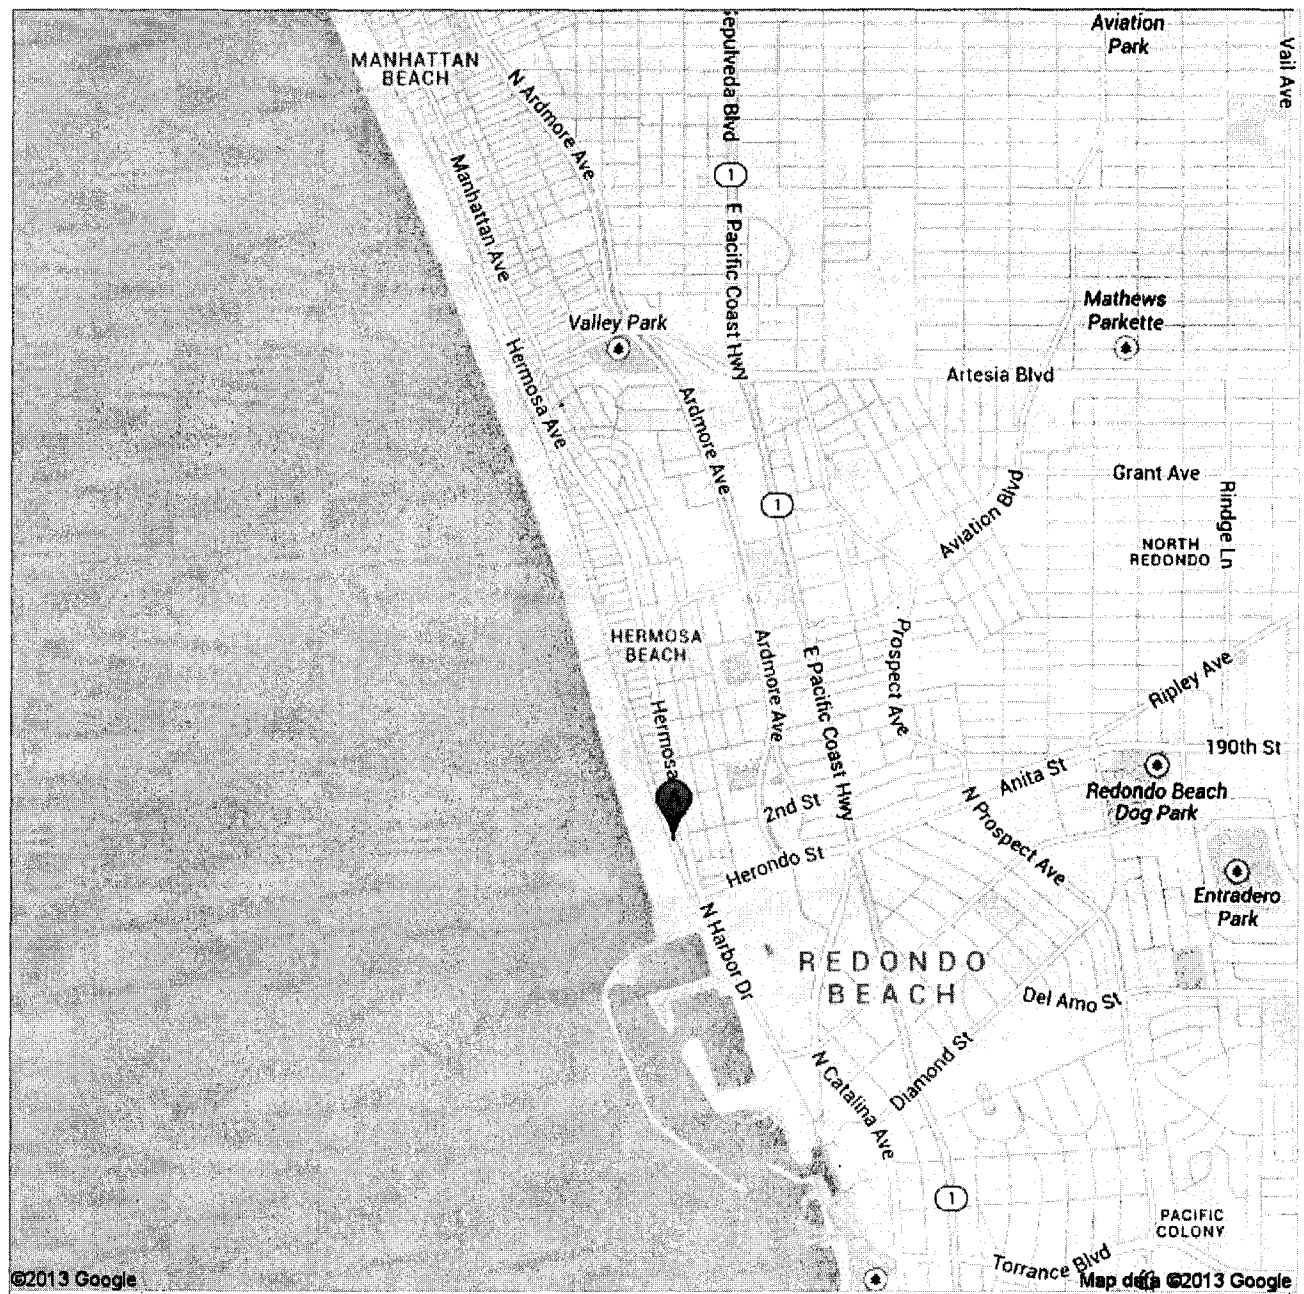 Aviation
Park
Vail Ave
epulveda Blvd
MANHATTAN
BEACH
N Ardmore Ave
1
Manhattan Ave
E Pacific Coast Hwy
Mathews
Parkette
Valley Park
Hermosa Ave
Artesia Blvd
Ardmore Ave
Grant Ave
Rindge Ln
1
Aviation Blvd
NORTH
REDONDO
HERMOSA
BEACH
Ardmore Ave
E Pacific Coast Hwy
Prospect Ave
Ripley Ave
Hermosa
190th St
Anita St
Redondo Beach
Dog Park
2nd St
N Prospect Ave
Herondo St
Entradero
Park
N Harbor Dr
REDONDO
BEACH
Del Amo St
Diamond St
N Catalina Ave
1
PACIFIC
COLONY
Torrance Blvd
©2013 Google
Map data ©2013 Google